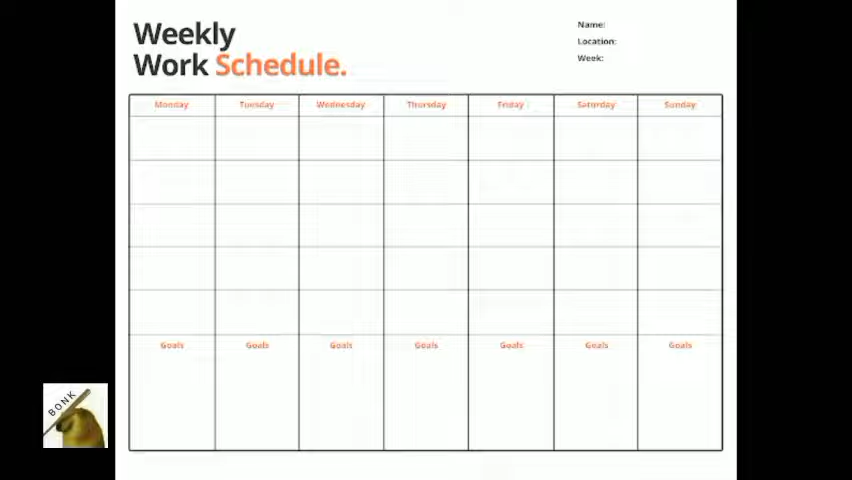 Weekly
Work Schedule.
Name:
Location:
Week:
Monday Tuesday Wednesday Thursday Friday Saturday Sunday
Goals Goals Goals Goals Goals Goals Goals
BONK